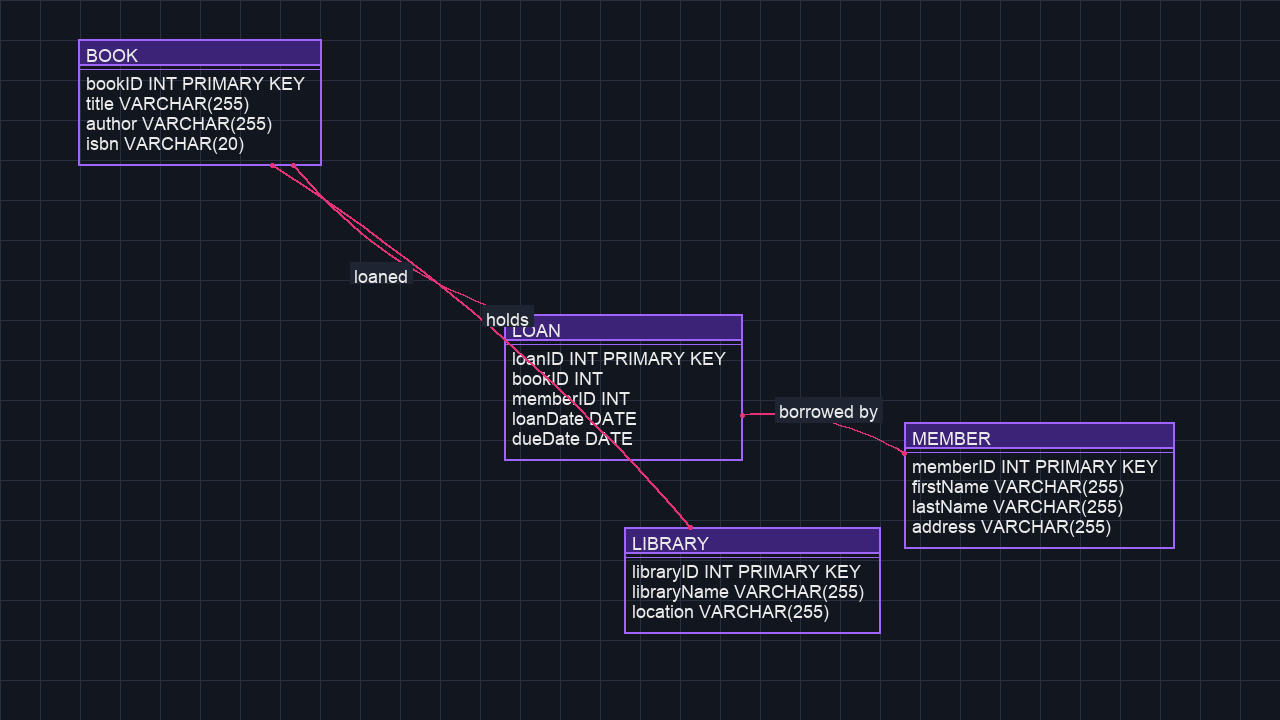 BOOK
bookID INT PRIMARY KEY
title VARCHAR(255)
author VARCHAR(255)
isbn VARCHAR(20)
loaned
holds
LOAN
loanID INT PRIMARY KEY
bookID INT
memberID INT
loanDate DATE
dueDate DATE
borrowed by
MEMBER
memberID INT PRIMARY KEY
firstName VARCHAR(255)
lastName VARCHAR(255)
address VARCHAR(255)
LIBRARY
libraryID INT PRIMARY KEY
libraryName VARCHAR(255)
location VARCHAR(255)